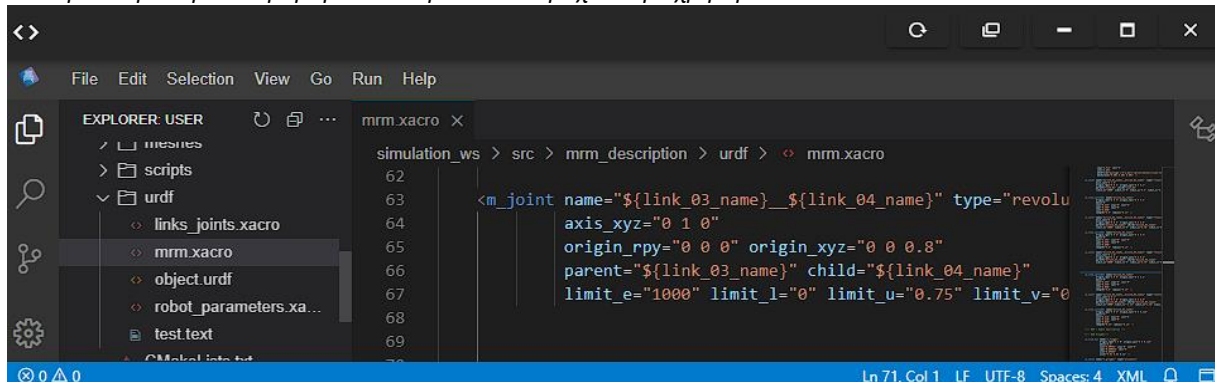 File Edit Selection View Go Run Help
EXPLORER: USER
meshes
scripts
urdf
links_joints.xacro
mrm.xacro
object.urdf
robot_parameters.xa...
test.text
CMakeLists.txt
mrm.xacro
simulation_ws > src > mrm_description > urdf > mrm.xacro
62
63 <m_joint name="${link_03_name}__${link_04_name}" type="revolu
64 axis_xyz="0 1 0"
65 origin_rpy="0 0 0" origin_xyz="0 0 0.8"
66 parent="${link_03_name}" child="${link_04_name}"
67 limit_e="1000" limit_l="0" limit_u="0.75" limit_v="0
68
69
0 0
Ln 71, Col 1 LF UTF-8 Spaces: 4 XML